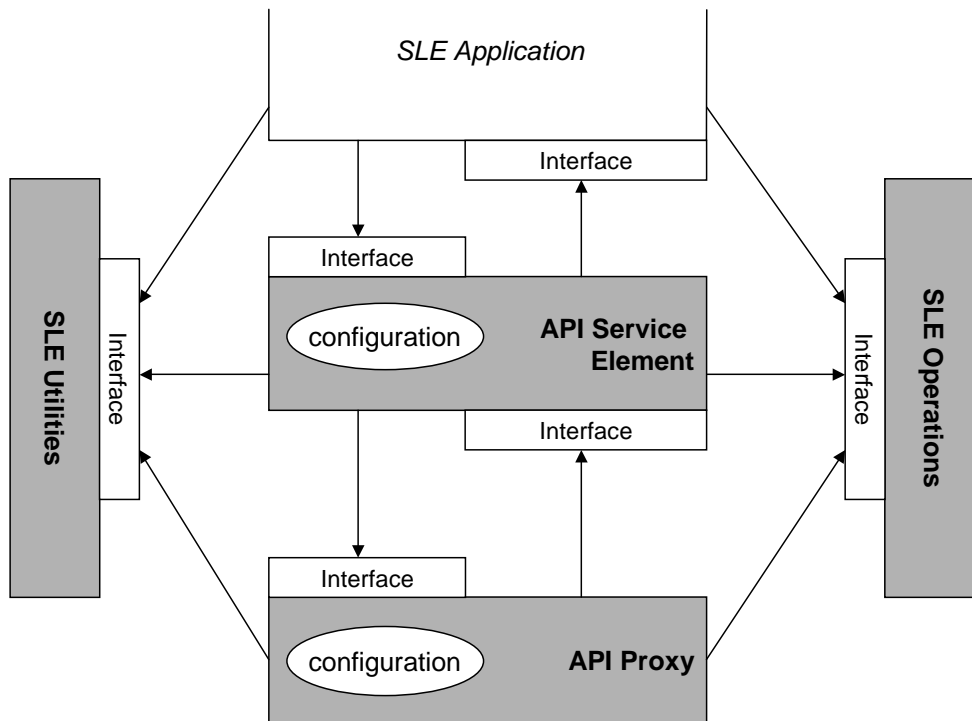 SLE Application
Interface
Interface
SLE Utilities
Interface
configuration
API Service
Element
Interface
SLE Operations
Interface
Interface
configuration
API Proxy